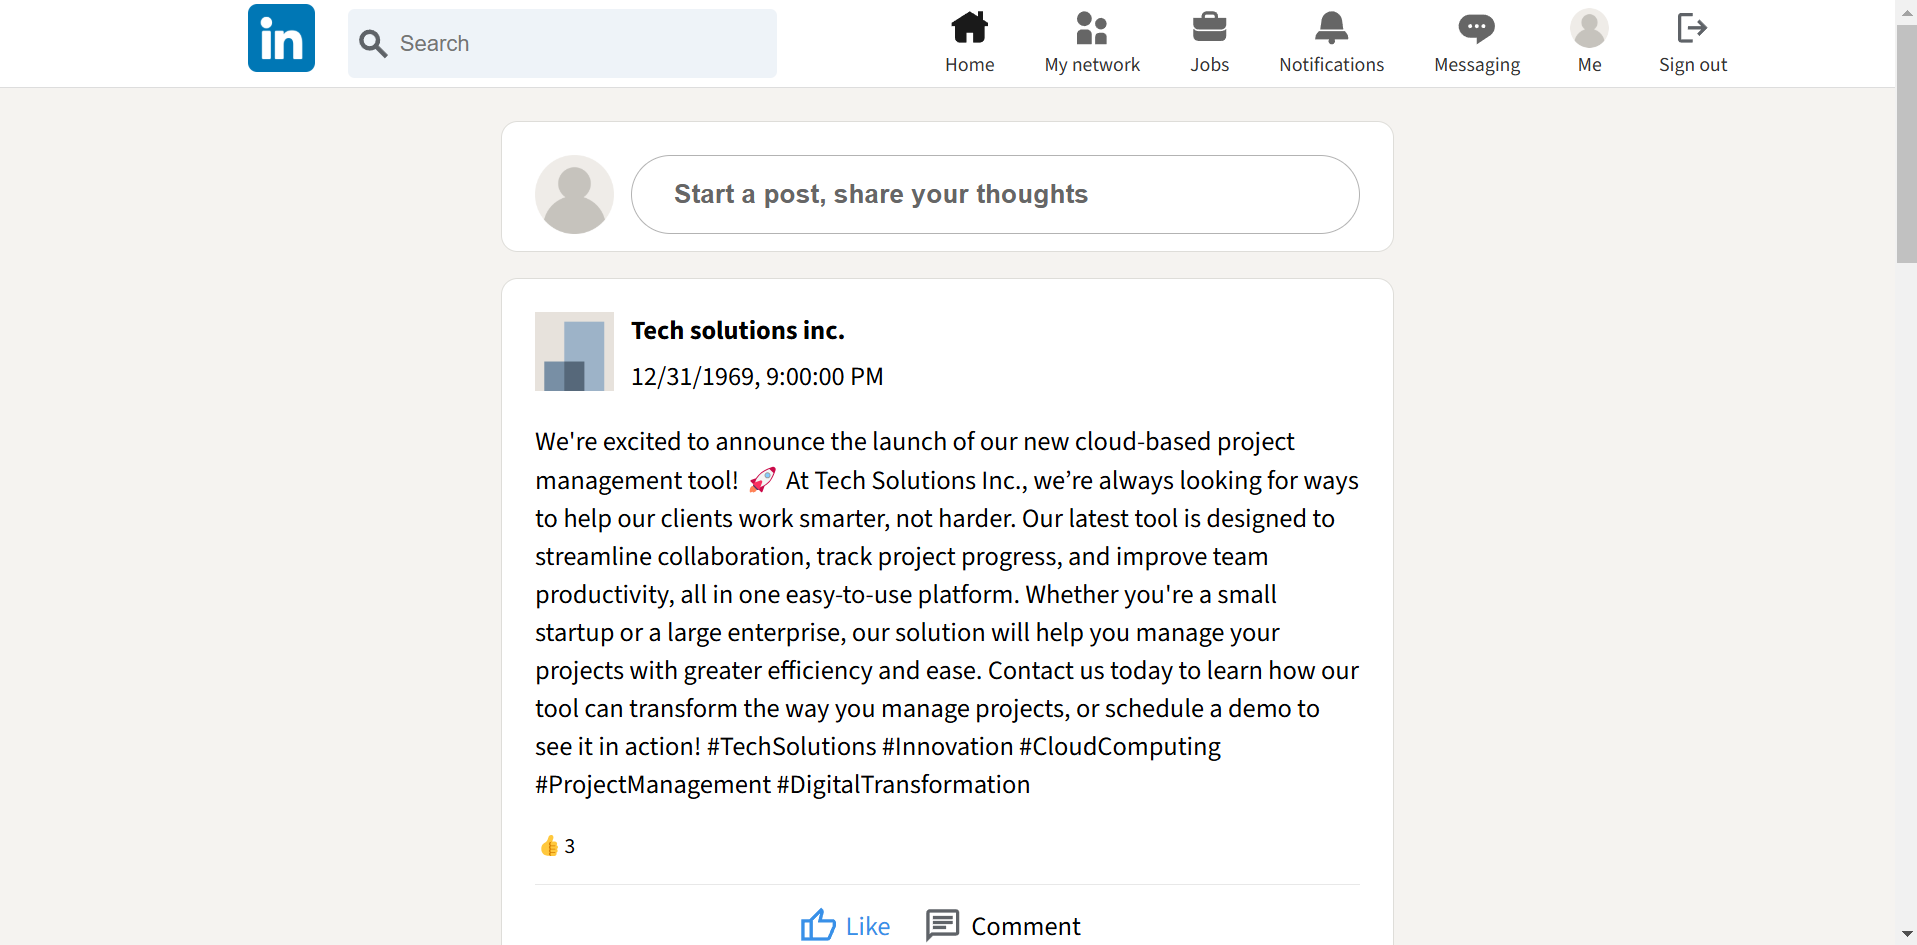 in
Search
Home
My network
Jobs
Notifications
Messaging
Me
Sign out
Start a post, share your thoughts
Tech solutions inc.
12/31/1969, 9:00:00 PM
We're excited to announce the launch of our new cloud-based project
management tool! 🚀 At Tech Solutions Inc., we’re always looking for ways
to help our clients work smarter, not harder. Our latest tool is designed to
streamline collaboration, track project progress, and improve team
productivity, all in one easy-to-use platform. Whether you're a small
startup or a large enterprise, our solution will help you manage your
projects with greater efficiency and ease. Contact us today to learn how our
tool can transform the way you manage projects, or schedule a demo to
see it in action! #TechSolutions #Innovation #CloudComputing
#ProjectManagement #DigitalTransformation
👍 3
Like
Comment